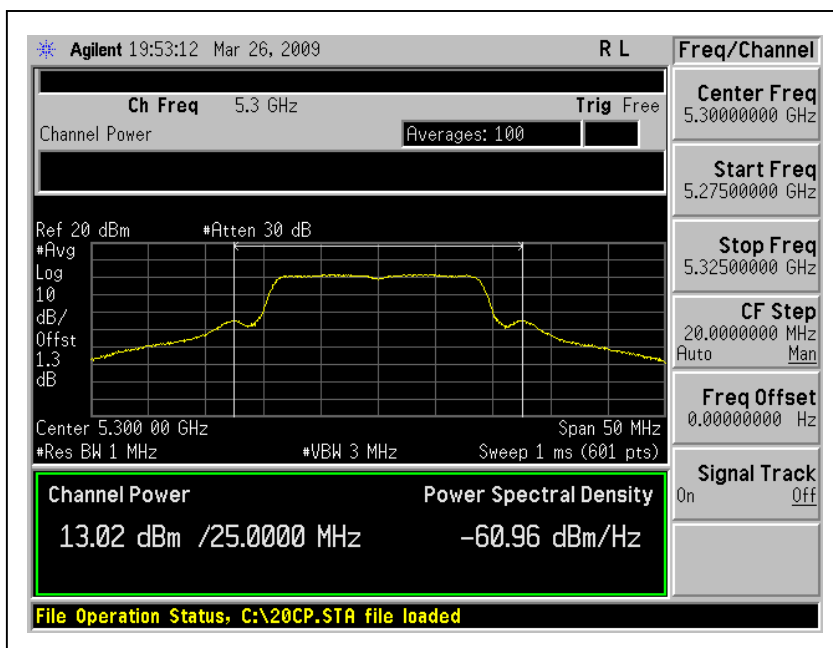 Agilent 19:53:12 Mar 26, 2009 R L
Freq/Channel
Ch Freq 5.3 GHz Trig Free
Channel Power Averages: 100
Center Freq
5.30000000 GHz
Start Freq
5.27500000 GHz
Stop Freq
5.32500000 GHz
CF Step
20.0000000 MHz
Auto Man
Freq Offset
0.00000000 Hz
Signal Track
On Off
Ref 20 dBm #Atten 30 dB
#Avg
Log
10
dB/
Offst
1.3
dB
Center 5.300 00 GHz Span 50 MHz
#Res BW 1 MHz #VBW 3 MHz Sweep 1 ms (601 pts)
Channel Power Power Spectral Density
13.02 dBm /25.0000 MHz -60.96 dBm/Hz
File Operation Status, C:\20CP.STA file loaded